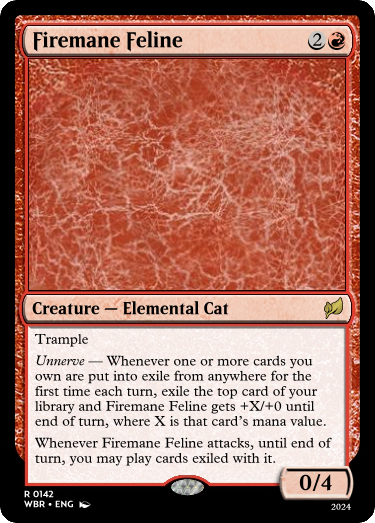 Firemane Feline 2
Creature — Elemental Cat
Trample
Unnerve — Whenever one or more cards you
own are put into exile from anywhere for the
first time each turn, exile the top card of your
library and Firemane Feline gets +X/+0 until
end of turn, where X is that card's mana value.
Whenever Firemane Feline attacks, until end of
turn, you may play cards exiled with it.
0/4
R 0142
WBR • ENG
2024